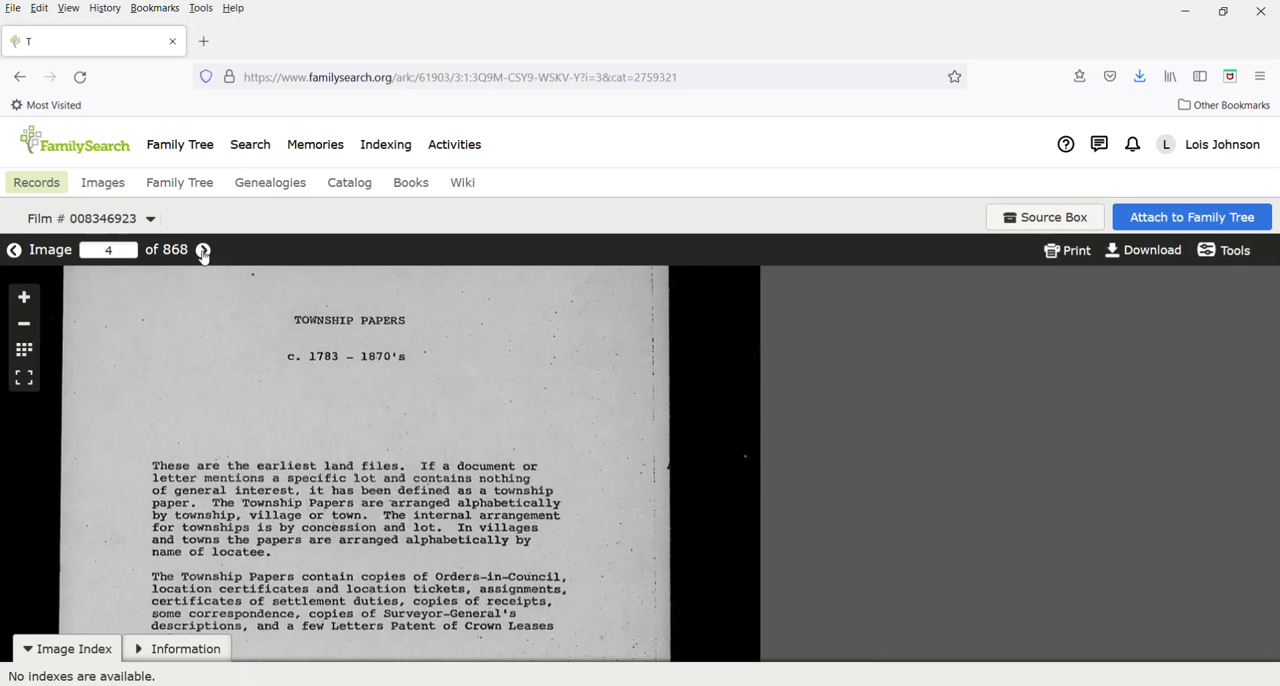 File Edit View History Bookmarks Tools Help
T
https://www.familysearch.org/ark:/61903/3:1:3Q9M-CSY9-WSKV-Y?i=3&cat=2759321
Most Visited
Other Bookmarks
FamilySearch Family Tree Search Memories Indexing Activities
L Lois Johnson
Records Images Family Tree Genealogies Catalog Books Wiki
Film # 008346923
Source Box
Attach to Family Tree
Image 4 of 868
Print Download Tools
TOWNSHIP PAPERS
c. 1783 - 1870's
These are the earliest land files. If a document or
letter mentions a specific lot and contains nothing
of general interest, it has been defined as a township
paper. The Township Papers are arranged alphabetically
by township, village or town. The internal arrangement
for townships is by concession and lot. In villages
and towns the papers are arranged alphabetically by
name of locatee.
The Township Papers contain copies of Orders-in-Council,
location certificates and location tickets, assignments,
certificates of settlement duties, copies of receipts,
some correspondence, copies of Surveyor-General's
descriptions, and a few Letters Patent of Crown Leases
Image Index
Information
No indexes are available.